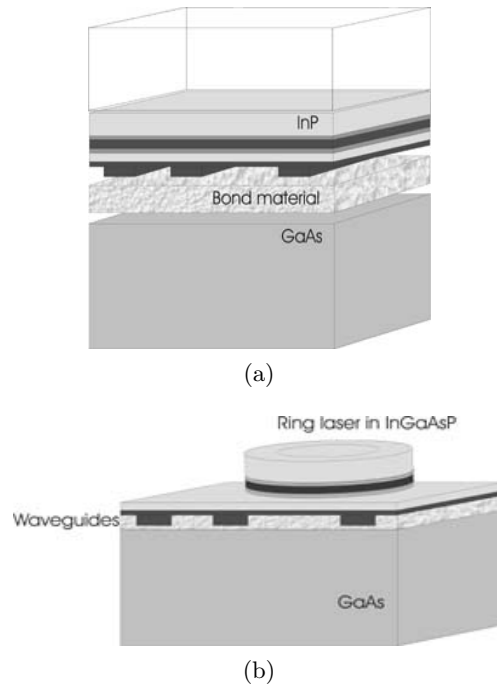 InP
Bond material
GaAs
(a)
Ring laser in InGaAsP
Waveguides
GaAs
(b)